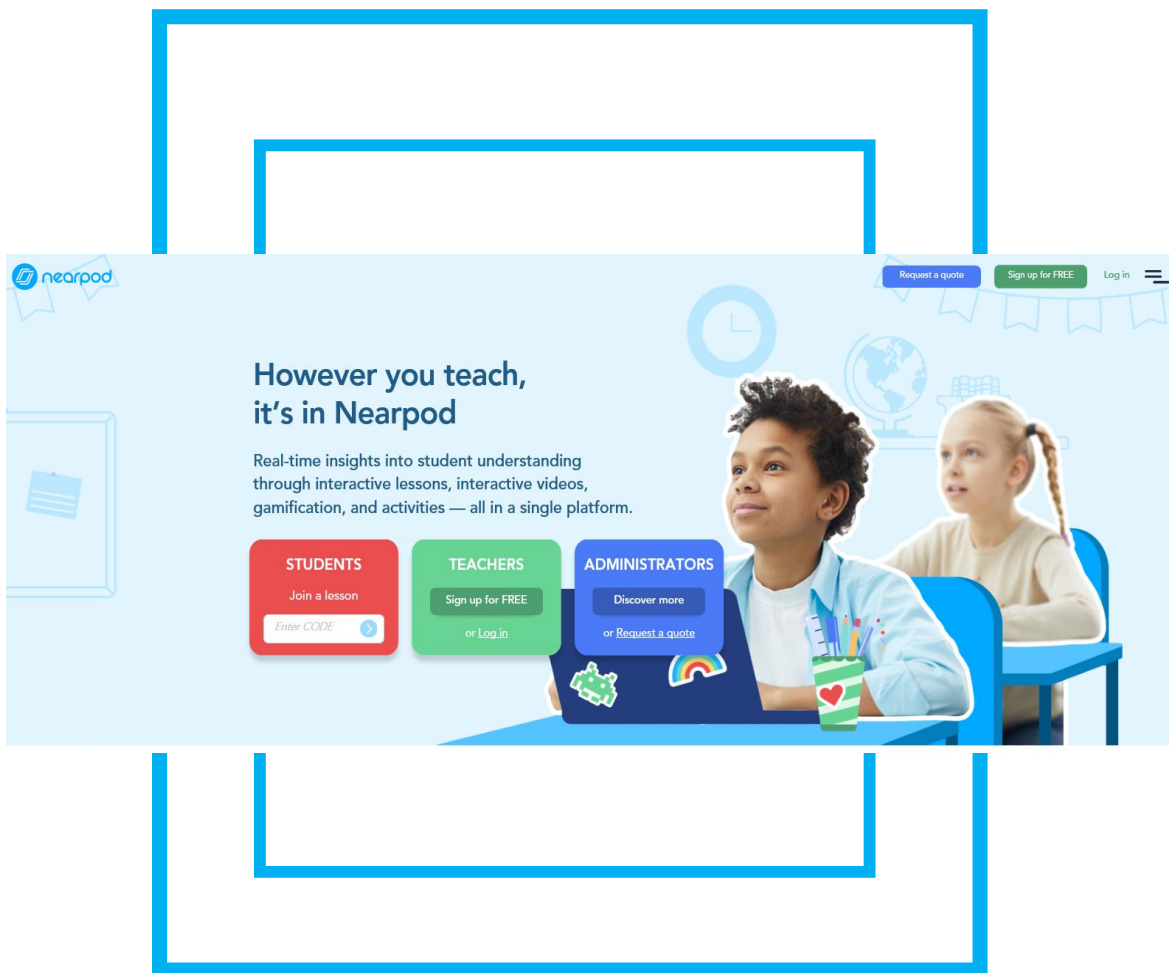 nearpod
Request a quote
Sign up for FREE
Log in
However you teach,
it's in Nearpod
Real-time insights into student understanding
through interactive lessons, interactive videos,
gamification, and activities — all in a single platform.
STUDENTS
Join a lesson
Enter CODE
TEACHERS
Sign up for FREE
or Log in
ADMINISTRATORS
Discover more
or Request a quote